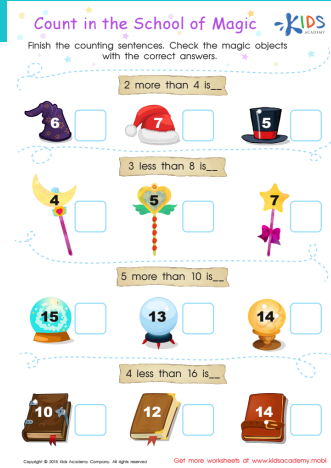 Count in the School of Magic
KIDS
ACADEMY
Finish the counting sentences. Check the magic objects
with the correct answers.
2 more than 4 is__
6 7 5
3 less than 8 is__
4 5 7
5 more than 10 is__
15 13 14
4 less than 16 is__
10 12 14
Copyright © 2016 Kids Academy Company. All rights reserved
Get more worksheets at www.kidsacademy.mobi